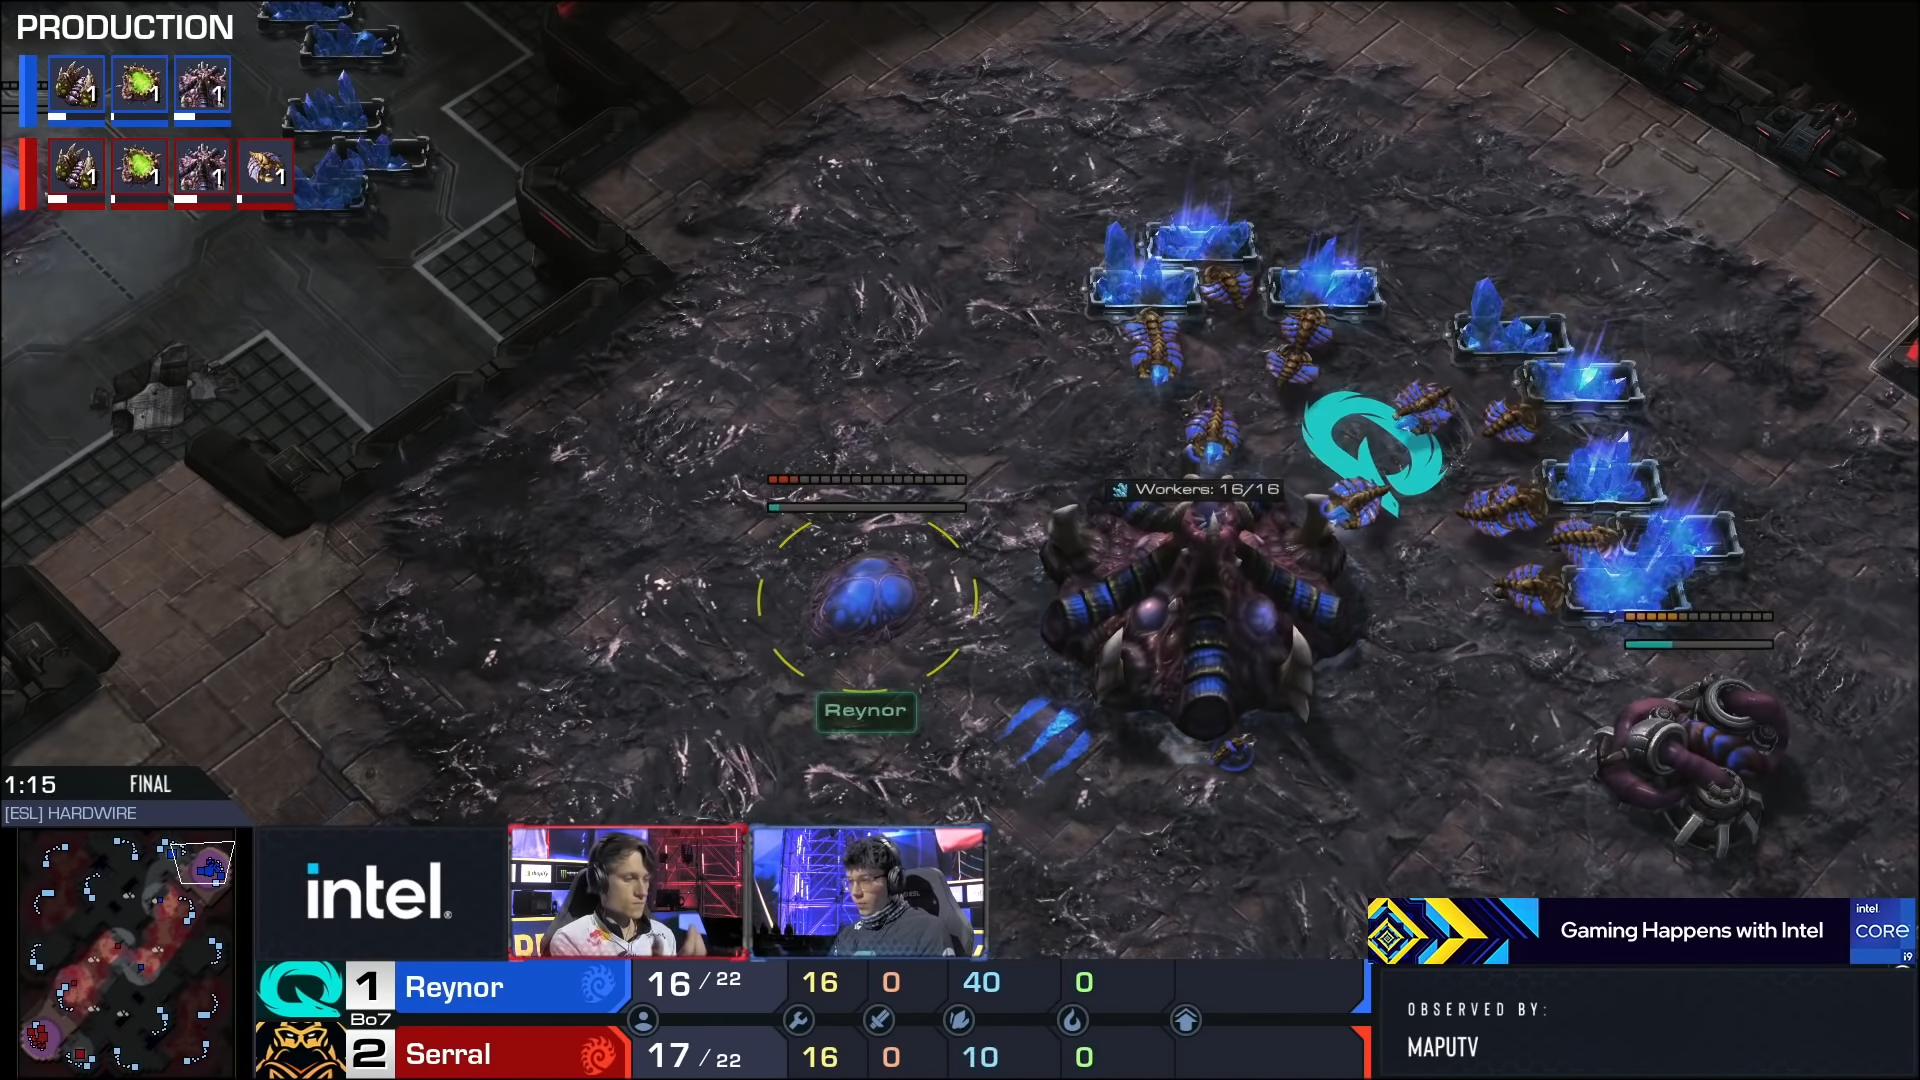 PRODUCTION
1 1 1
1 1 1 1
Workers: 16/16
Reynor
1:15 FINAL
[ESL] HARDWIRE
intel.
Gaming Happens with Intel
intel.
CORE
i9
1 Reynor 16 / 22 16 0 40 0
Bo7
2 Serral 17 / 22 16 0 10 0
OBSERVED BY:
MAPUTV